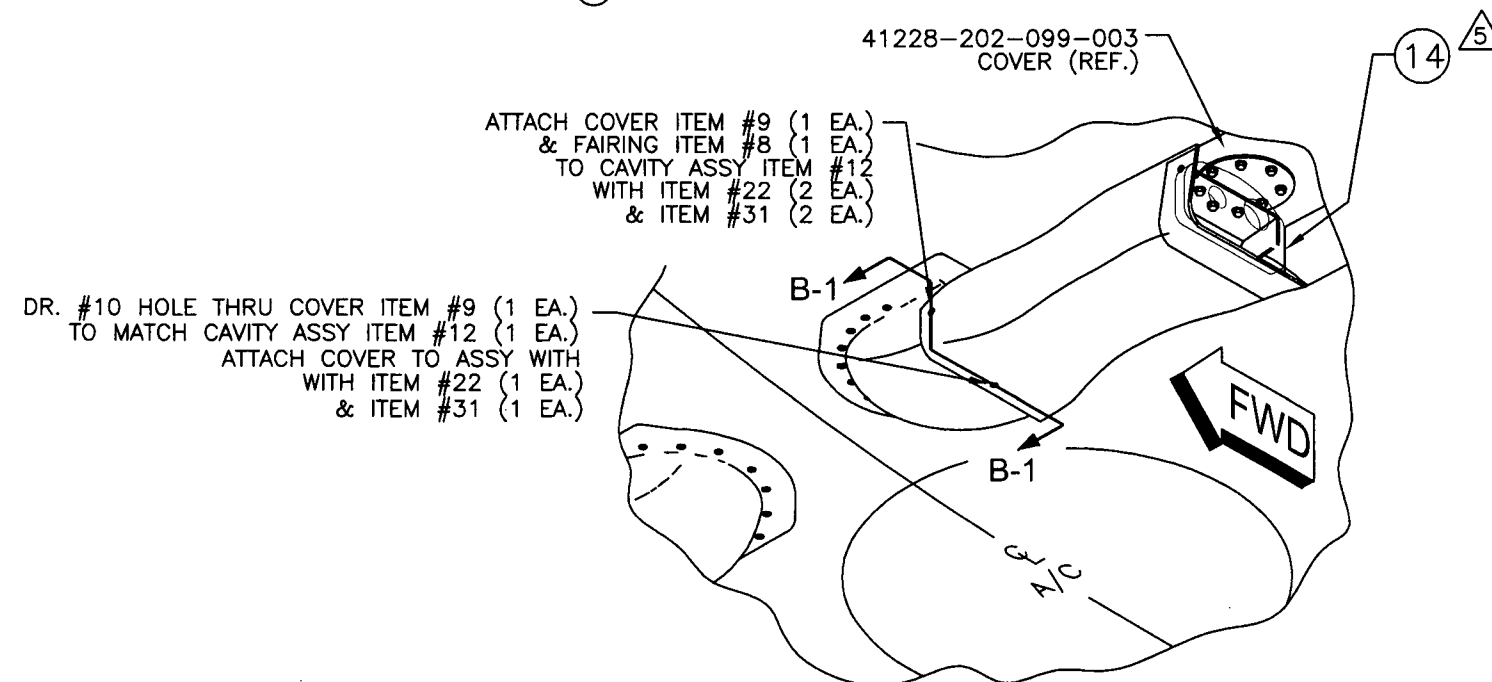 41228-202-099-003
COVER (REF.)
14
5
ATTACH COVER ITEM #9 (1 EA.)
& FAIRING ITEM #8 (1 EA.)
TO CAVITY ASSY ITEM #12
WITH ITEM #22 (2 EA.)
& ITEM #31 (2 EA.)
B-1
DR. #10 HOLE THRU COVER ITEM #9 (1 EA.)
TO MATCH CAVITY ASSY ITEM #12 (1 EA.)
ATTACH COVER TO ASSY WITH
WITH ITEM #22 (1 EA.)
& ITEM #31 (1 EA.)
FWD
B-1
℄
A/C